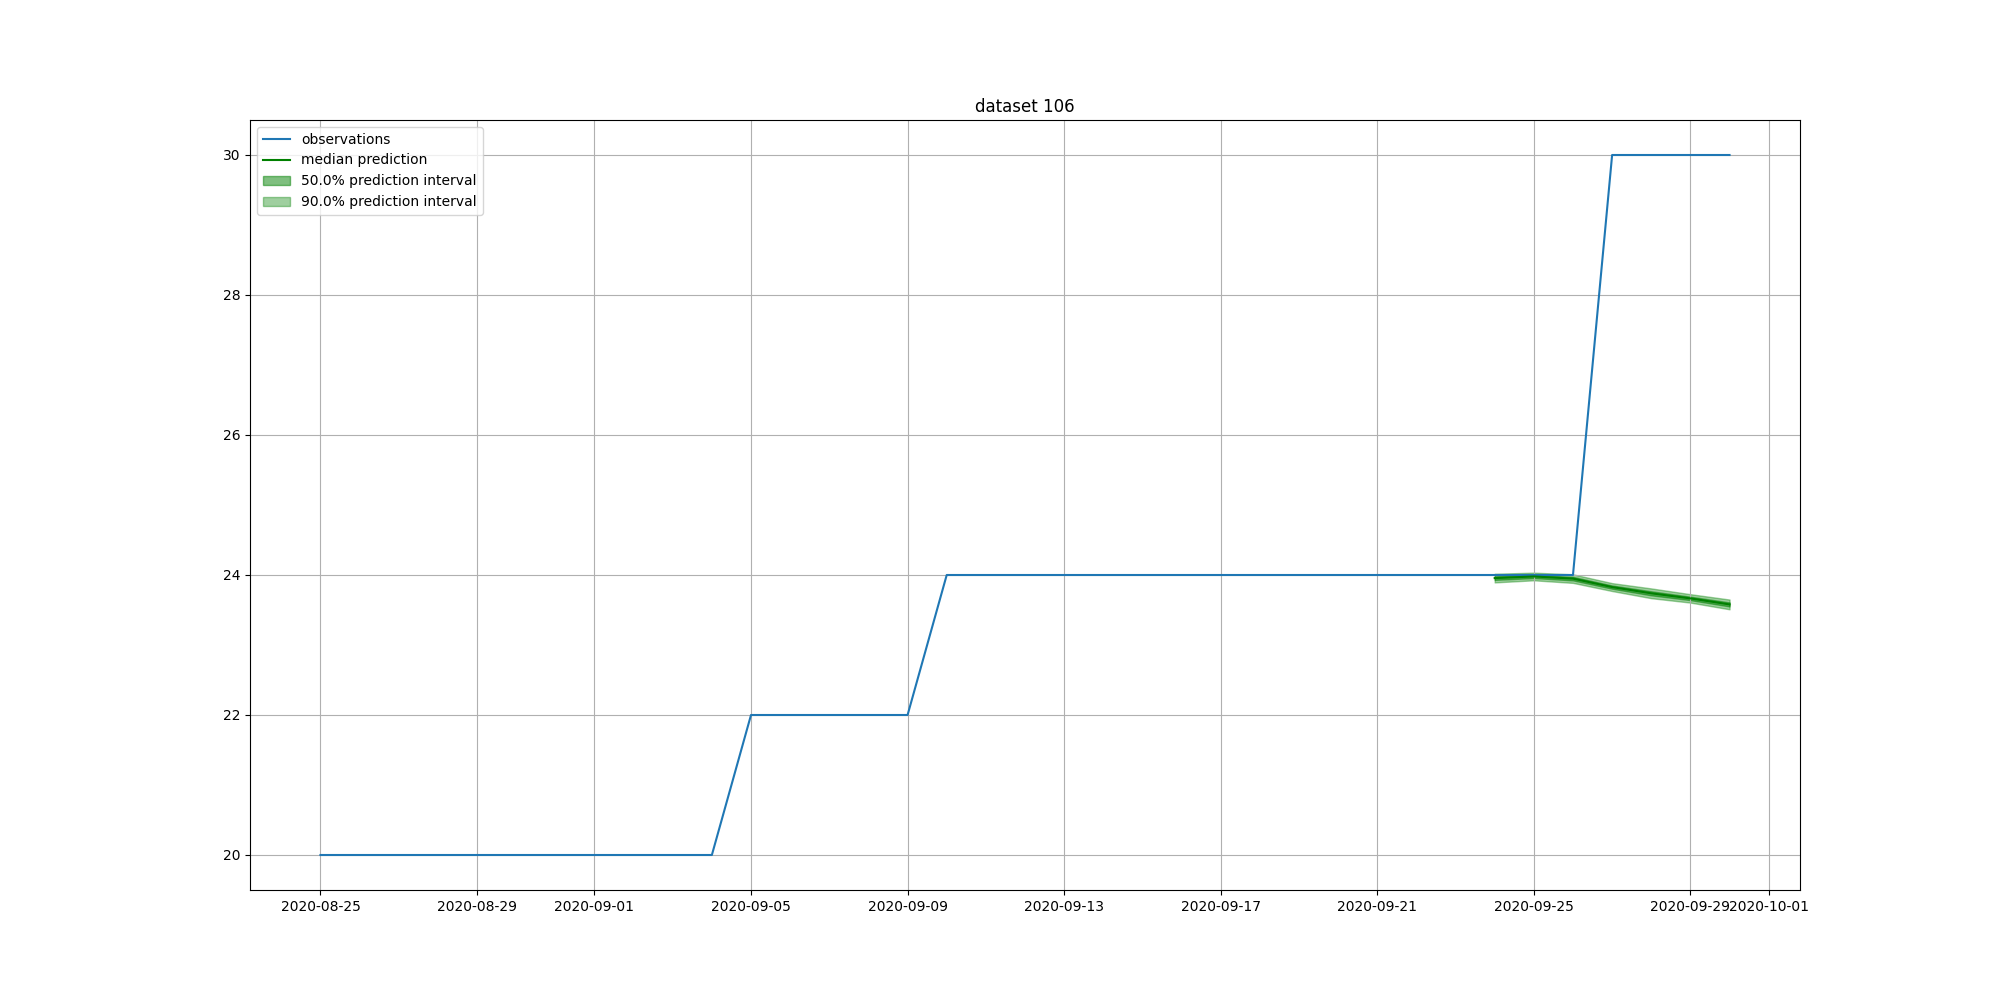 dataset 106
observations
median prediction
50.0% prediction interval
90.0% prediction interval
30
28
26
24
22
20
2020-08-25 2020-08-29 2020-09-01 2020-09-05 2020-09-09 2020-09-13 2020-09-17 2020-09-21 2020-09-25 2020-09-29 2020-10-01